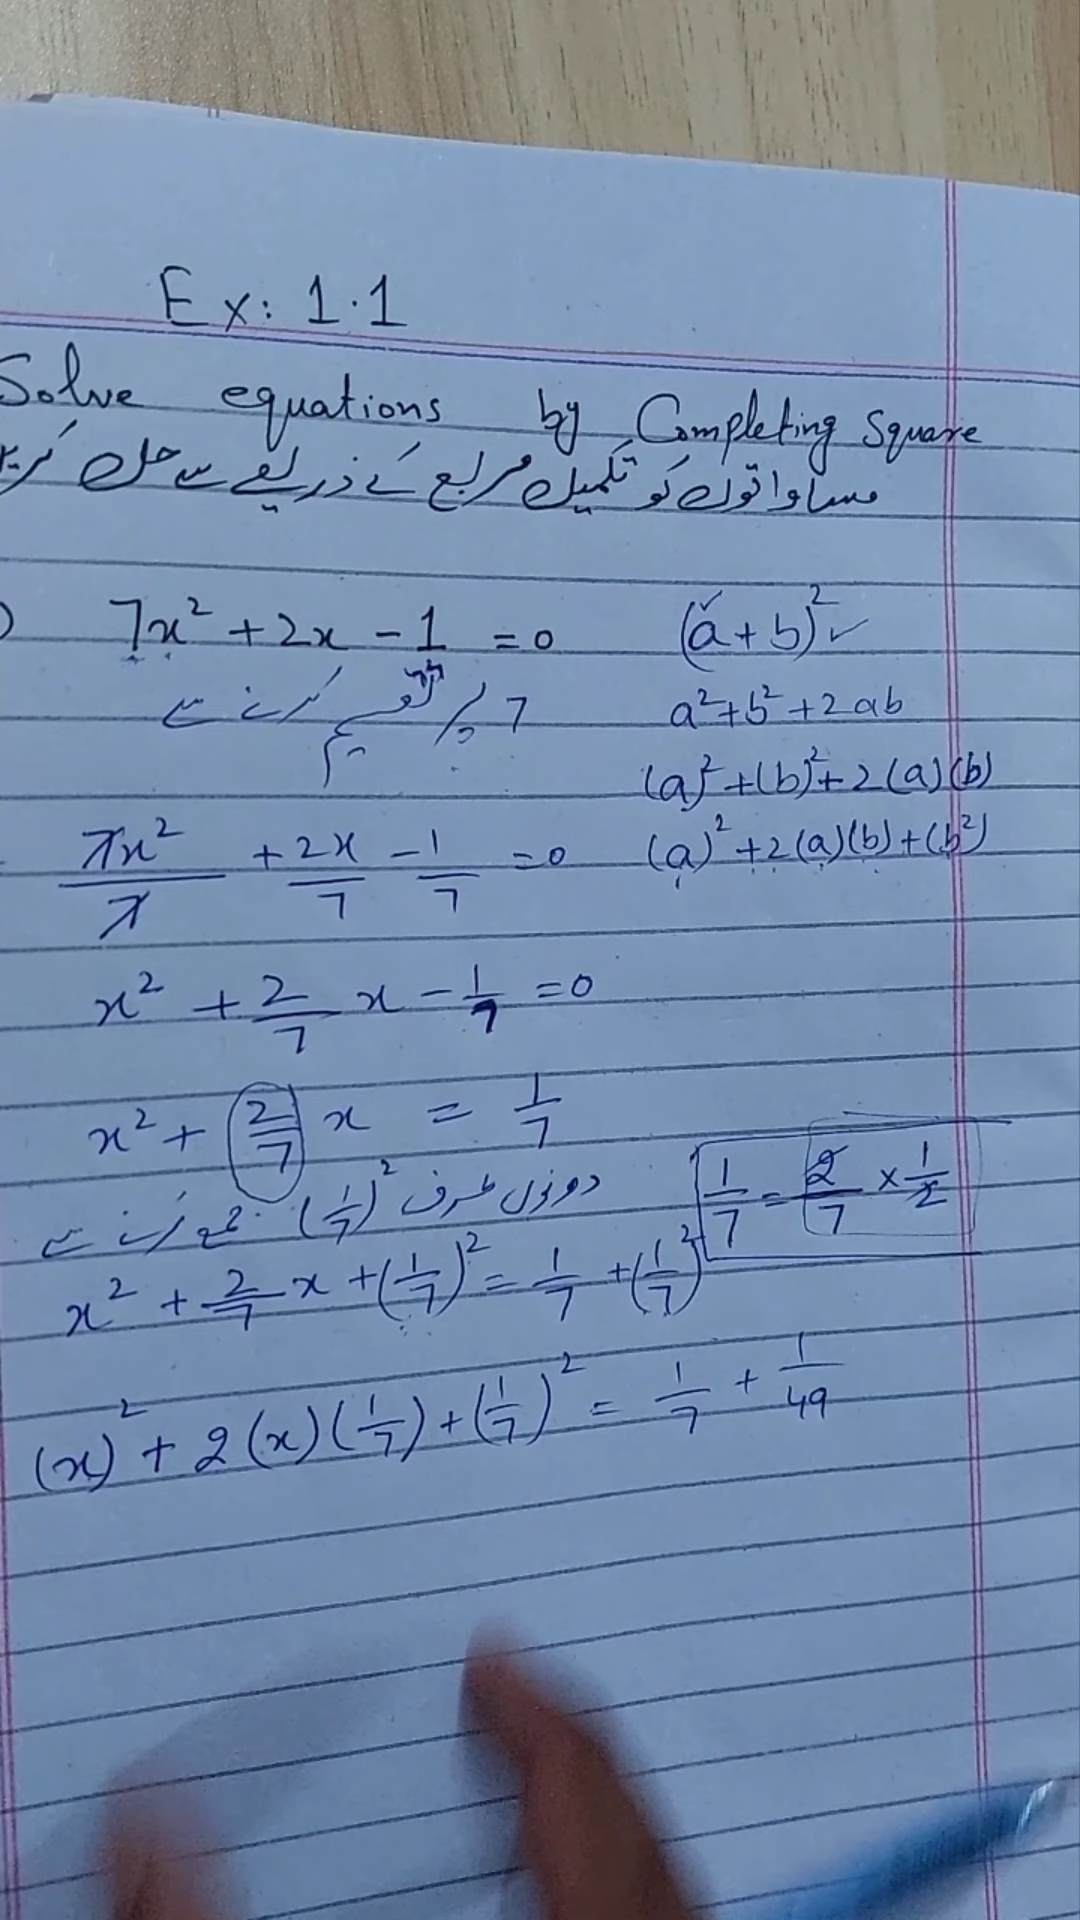 Ex: 1.1
Solve equations by Completing Square
مساواتوں کو تکمیل مربع کے ذریعے سے حل کریں
7x² + 2x - 1 = 0
(a+b)²
7 پر تقسیم کرنے سے
a² + b² + 2ab
(a)² + (b)² + 2(a)(b)
7x²/7 + 2x/7 - 1/7 = 0
(a)² + 2(a)(b) + (b²)
x² + 2/7 x - 1/7 = 0
x² + 2/7 x = 1/7
1/7 = 2/7 × 1/2
دونوں طرف (1/7)² جمع کرنے سے
x² + 2/7 x + (1/7)² = 1/7 + (1/7)²
(x)² + 2(x)(1/7) + (1/7)² = 1/7 + 1/49